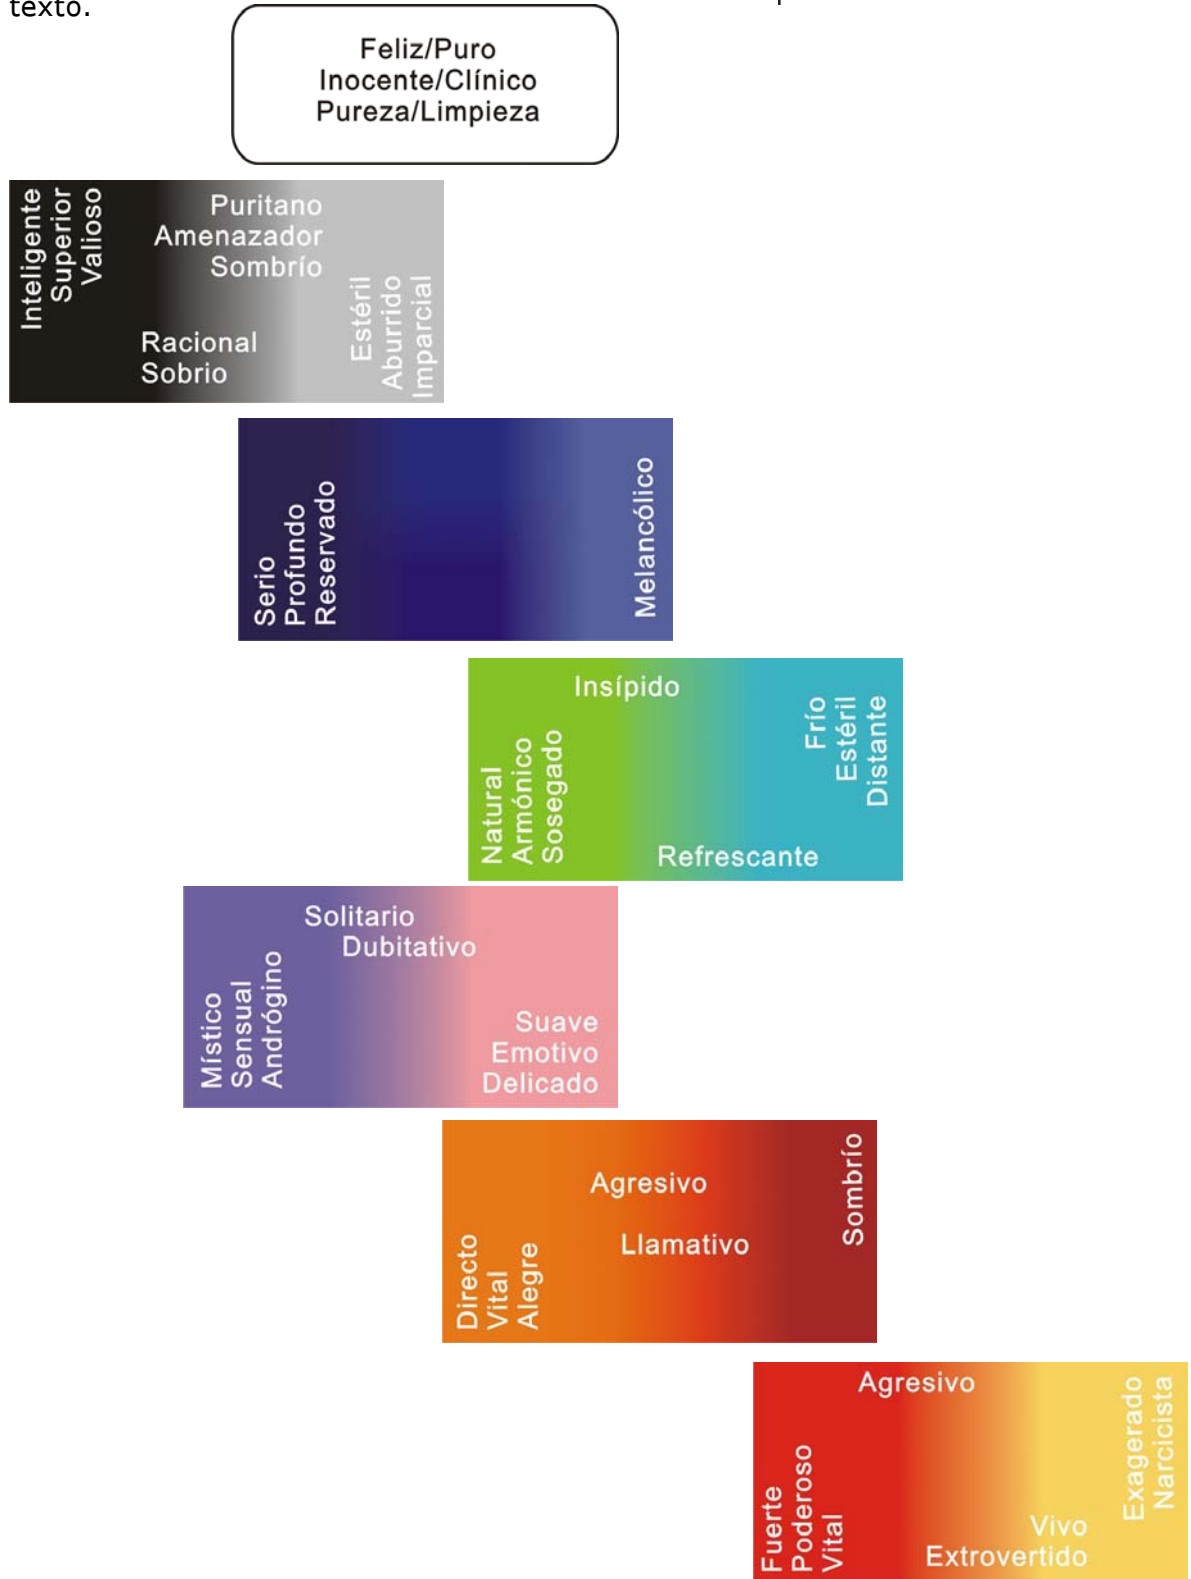 texto.
Feliz/Puro
Inocente/Clínico
Pureza/Limpieza
Inteligente
Superior
Valioso
Puritano
Amenazador
Sombrío
Racional
Sobrio
Estéril
Aburrido
Imparcial
Serio
Profundo
Reservado
Melancólico
Natural
Armónico
Sosegado
Insípido
Refrescante
Frío
Estéril
Distante
Místico
Sensual
Andrógino
Solitario
Dubitativo
Suave
Emotivo
Delicado
Directo
Vital
Alegre
Agresivo
Llamativo
Sombrío
Fuerte
Poderoso
Vital
Agresivo
Vivo
Extrovertido
Exagerado
Narcicista